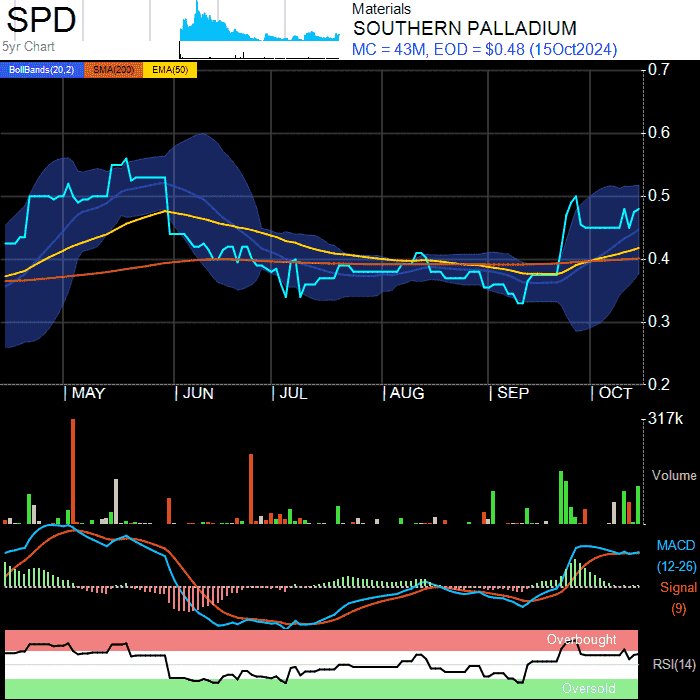 SPD
5yr Chart
Materials
SOUTHERN PALLADIUM
MC = 43M, EOD = $0.48 (15Oct2024)
BollBands(20,2) SMA(200) EMA(50)
0.7
0.6
0.5
0.4
0.3
0.2
MAY JUN JUL AUG SEP OCT
317k
Volume
MACD
(12-26)
Signal
(9)
Overbought
RSI(14)
Oversold